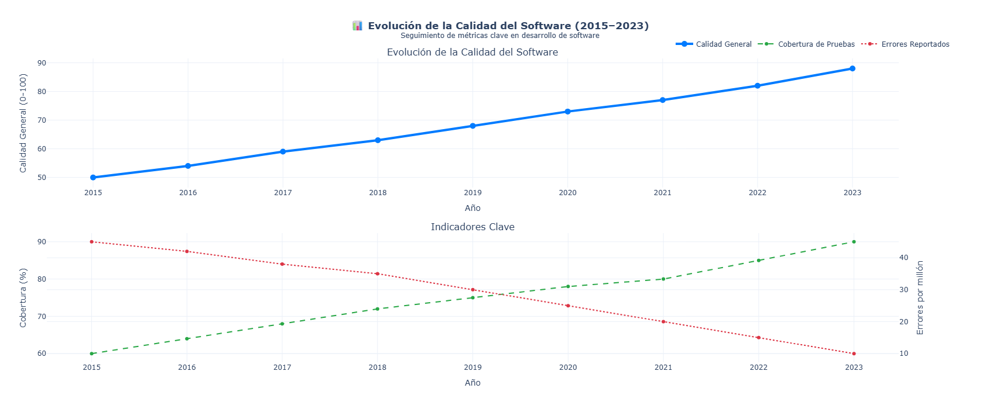 📊 Evolución de la Calidad del Software (2015−2023)
Seguimiento de métricas clave en desarrollo de software
Calidad General
Cobertura de Pruebas
Errores Reportados
Evolución de la Calidad del Software
Calidad General (0-100)
90
80
70
60
50
2015
2016
2017
2018
2019
2020
2021
2022
2023
Año
Indicadores Clave
Cobertura (%)
90
80
70
60
40
30
20
10
Errores por millón
2015
2016
2017
2018
2019
2020
2021
2022
2023
Año